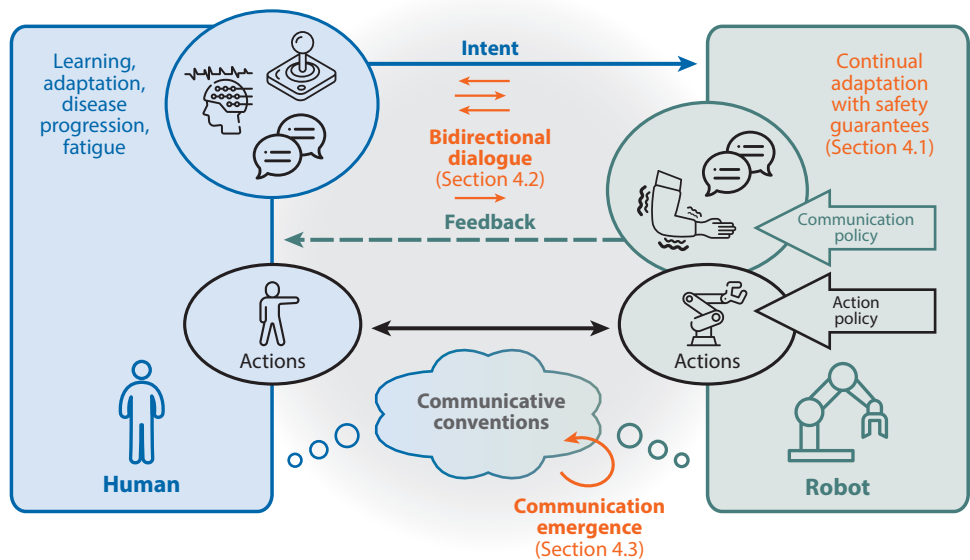 Learning,
adaptation,
disease
progression,
fatigue
Intent
Bidirectional
dialogue
(Section 4.2)
Feedback
Continual
adaptation
with safety
guarantees
(Section 4.1)
Communication
policy
Action
policy
Actions
Actions
Communicative
conventions
Human
Robot
Communication
emergence
(Section 4.3)